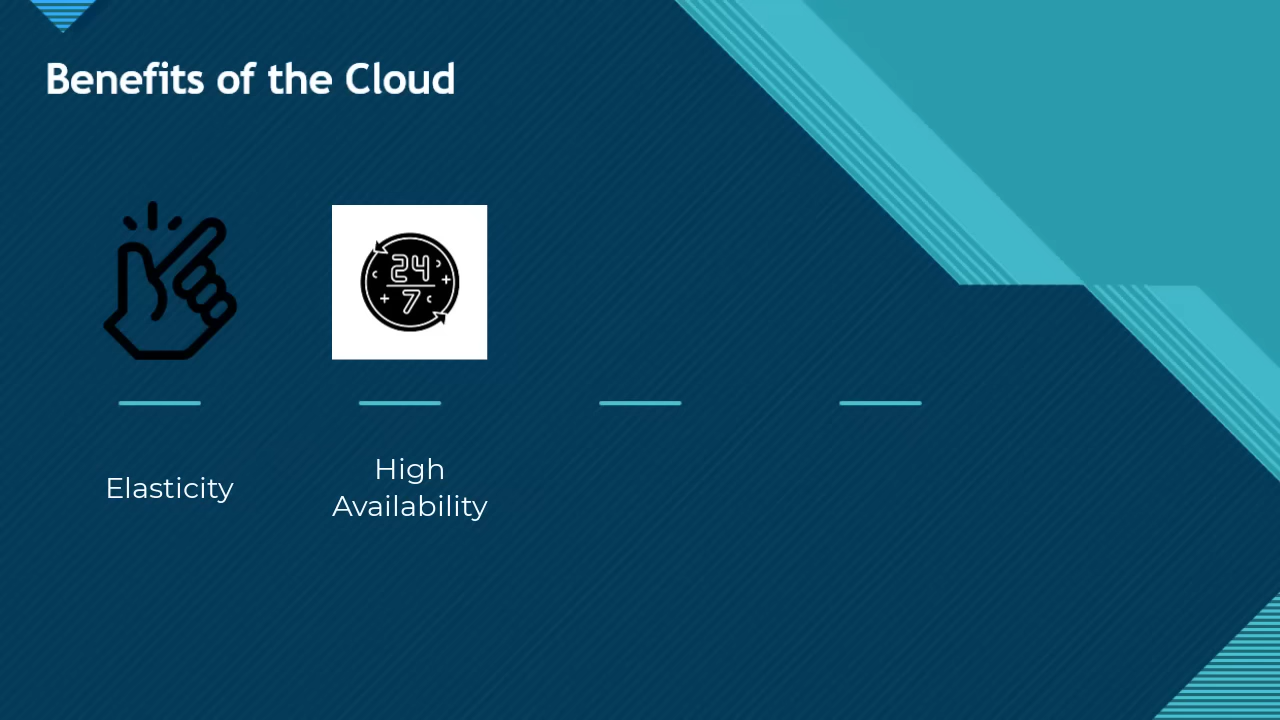 Benefits of the Cloud
24
7
Elasticity
High
Availability